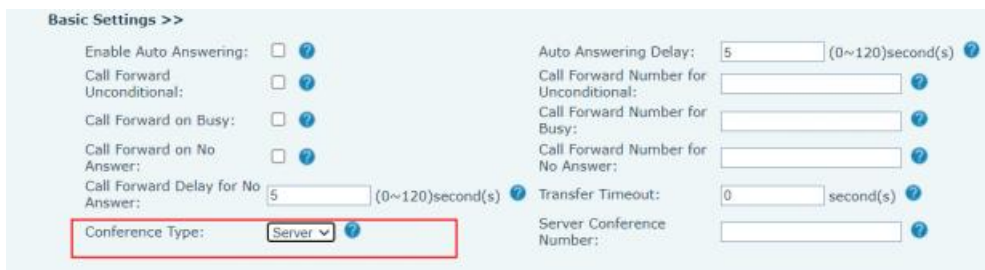 Basic Settings >>
Enable Auto Answering: Auto Answering Delay: 5 (0~120)second(s)
Call Forward Unconditional: Call Forward Number for Unconditional:
Call Forward on Busy: Call Forward Number for Busy:
Call Forward on No Answer: Call Forward Number for No Answer:
Call Forward Delay for No Answer: 5 (0~120)second(s) Transfer Timeout: 0 second(s)
Conference Type: Server Server Conference Number: